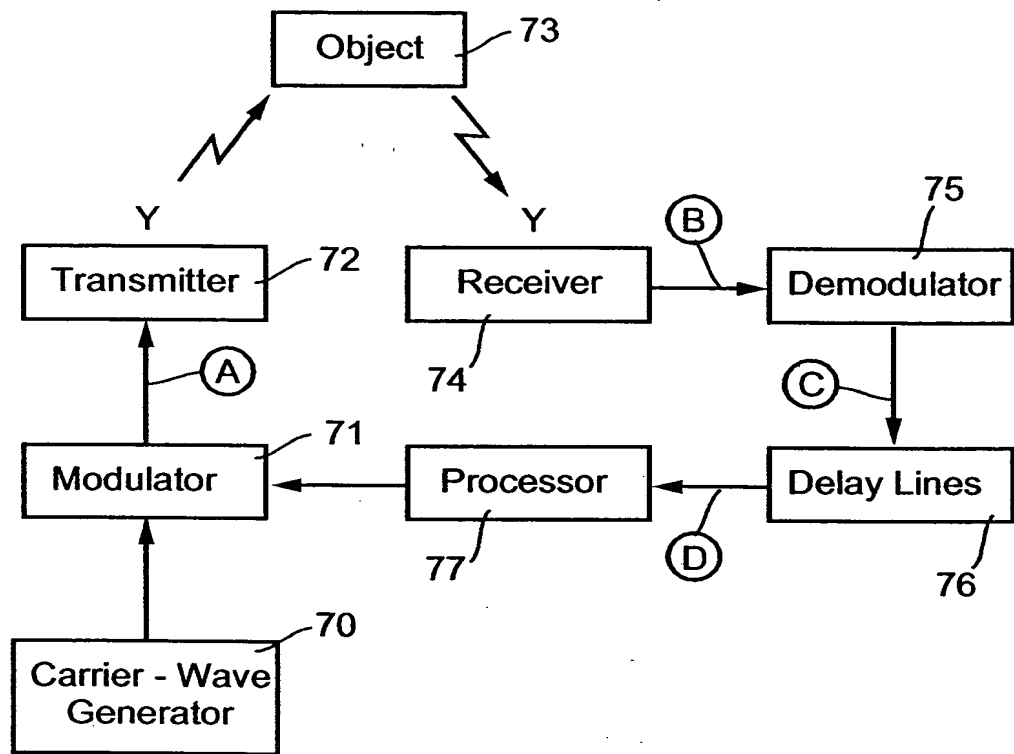 Object
73
Y
Y
B
75
Transmitter
72
Receiver
Demodulator
74
A
C
71
Modulator
Processor
Delay Lines
77
D
76
70
Carrier - Wave
Generator